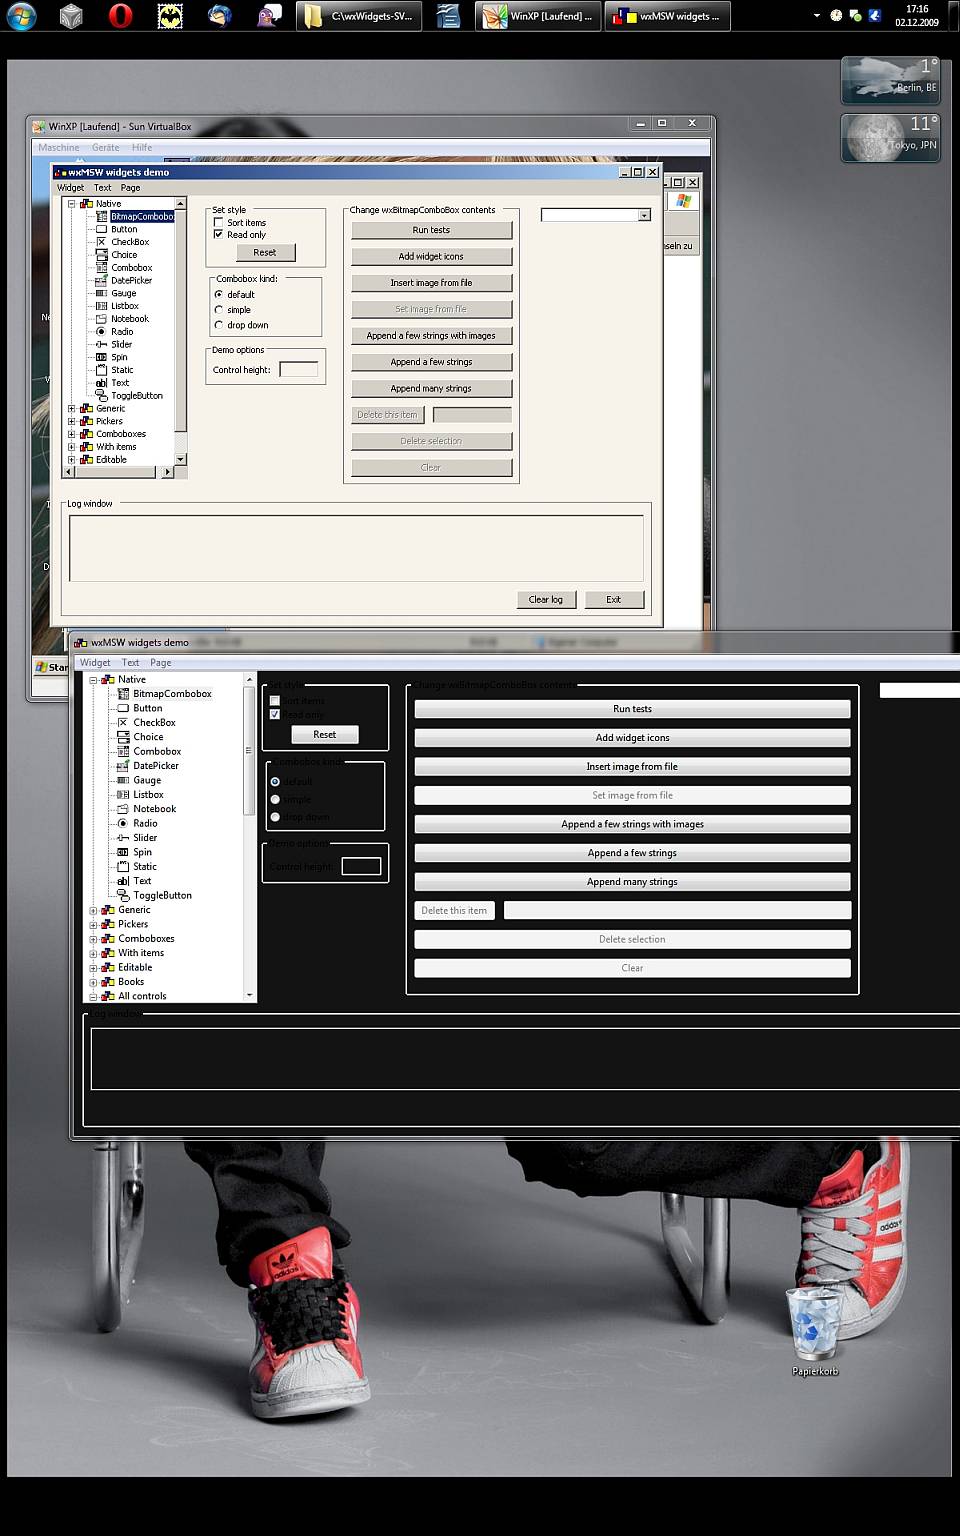 C:\wxWidgets-SV...
WinXP [Laufend] ...
wxMSW widgets ...
17:16
02.12.2009
1°
Berlin, BE
11°
Tokyo, JPN
WinXP [Laufend] - Sun VirtualBox
Maschine Geräte Hilfe
wxMSW widgets demo
Widget Text Page
Native
BitmapCombobo
Button
CheckBox
Choice
Combobox
DatePicker
Gauge
Listbox
Notebook
Radio
Slider
Spin
Static
Text
ToggleButton
Generic
Pickers
Comboboxes
With items
Editable
Set style
Sort items
Read only
Reset
Combobox kind:
default
simple
drop down
Demo options
Control height:
Change wxBitmapComboBox contents
Run tests
Add widget icons
Insert image from file
Set image from file
Append a few strings with images
Append a few strings
Append many strings
Delete this item
Delete selection
Clear
seln zu
Log window
Clear log
Exit
Star
wxMSW widgets demo
Widget Text Page
Native
BitmapCombobox
Button
CheckBox
Choice
Combobox
DatePicker
Gauge
Listbox
Notebook
Radio
Slider
Spin
Static
Text
ToggleButton
Generic
Pickers
Comboboxes
With items
Editable
Books
All controls
Set style
Sort items
Read only
Reset
Combobox kind:
default
simple
drop down
Demo options
Control height:
Change wxBitmapComboBox contents
Run tests
Add widget icons
Insert image from file
Set image from file
Append a few strings with images
Append a few strings
Append many strings
Delete this item
Delete selection
Clear
Log window
adidas
adidas
Papierkorb